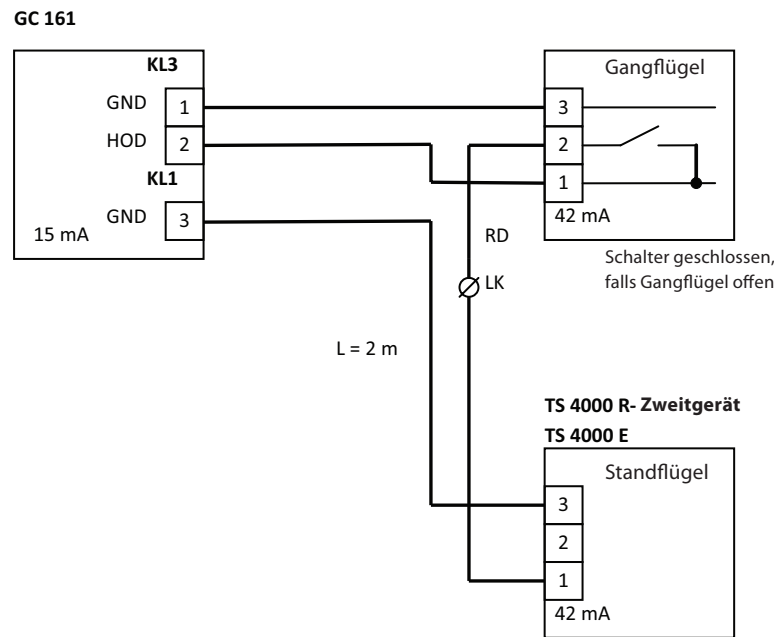 GC 161
KL3
GND 1
HOD 2
KL1
GND 3
15 mA
Gangflügel
3
2
1
42 mA
RD
LK
Schalter geschlossen,
falls Gangflügel offen
L = 2 m
TS 4000 R- Zweitgerät
TS 4000 E
Standflügel
3
2
1
42 mA